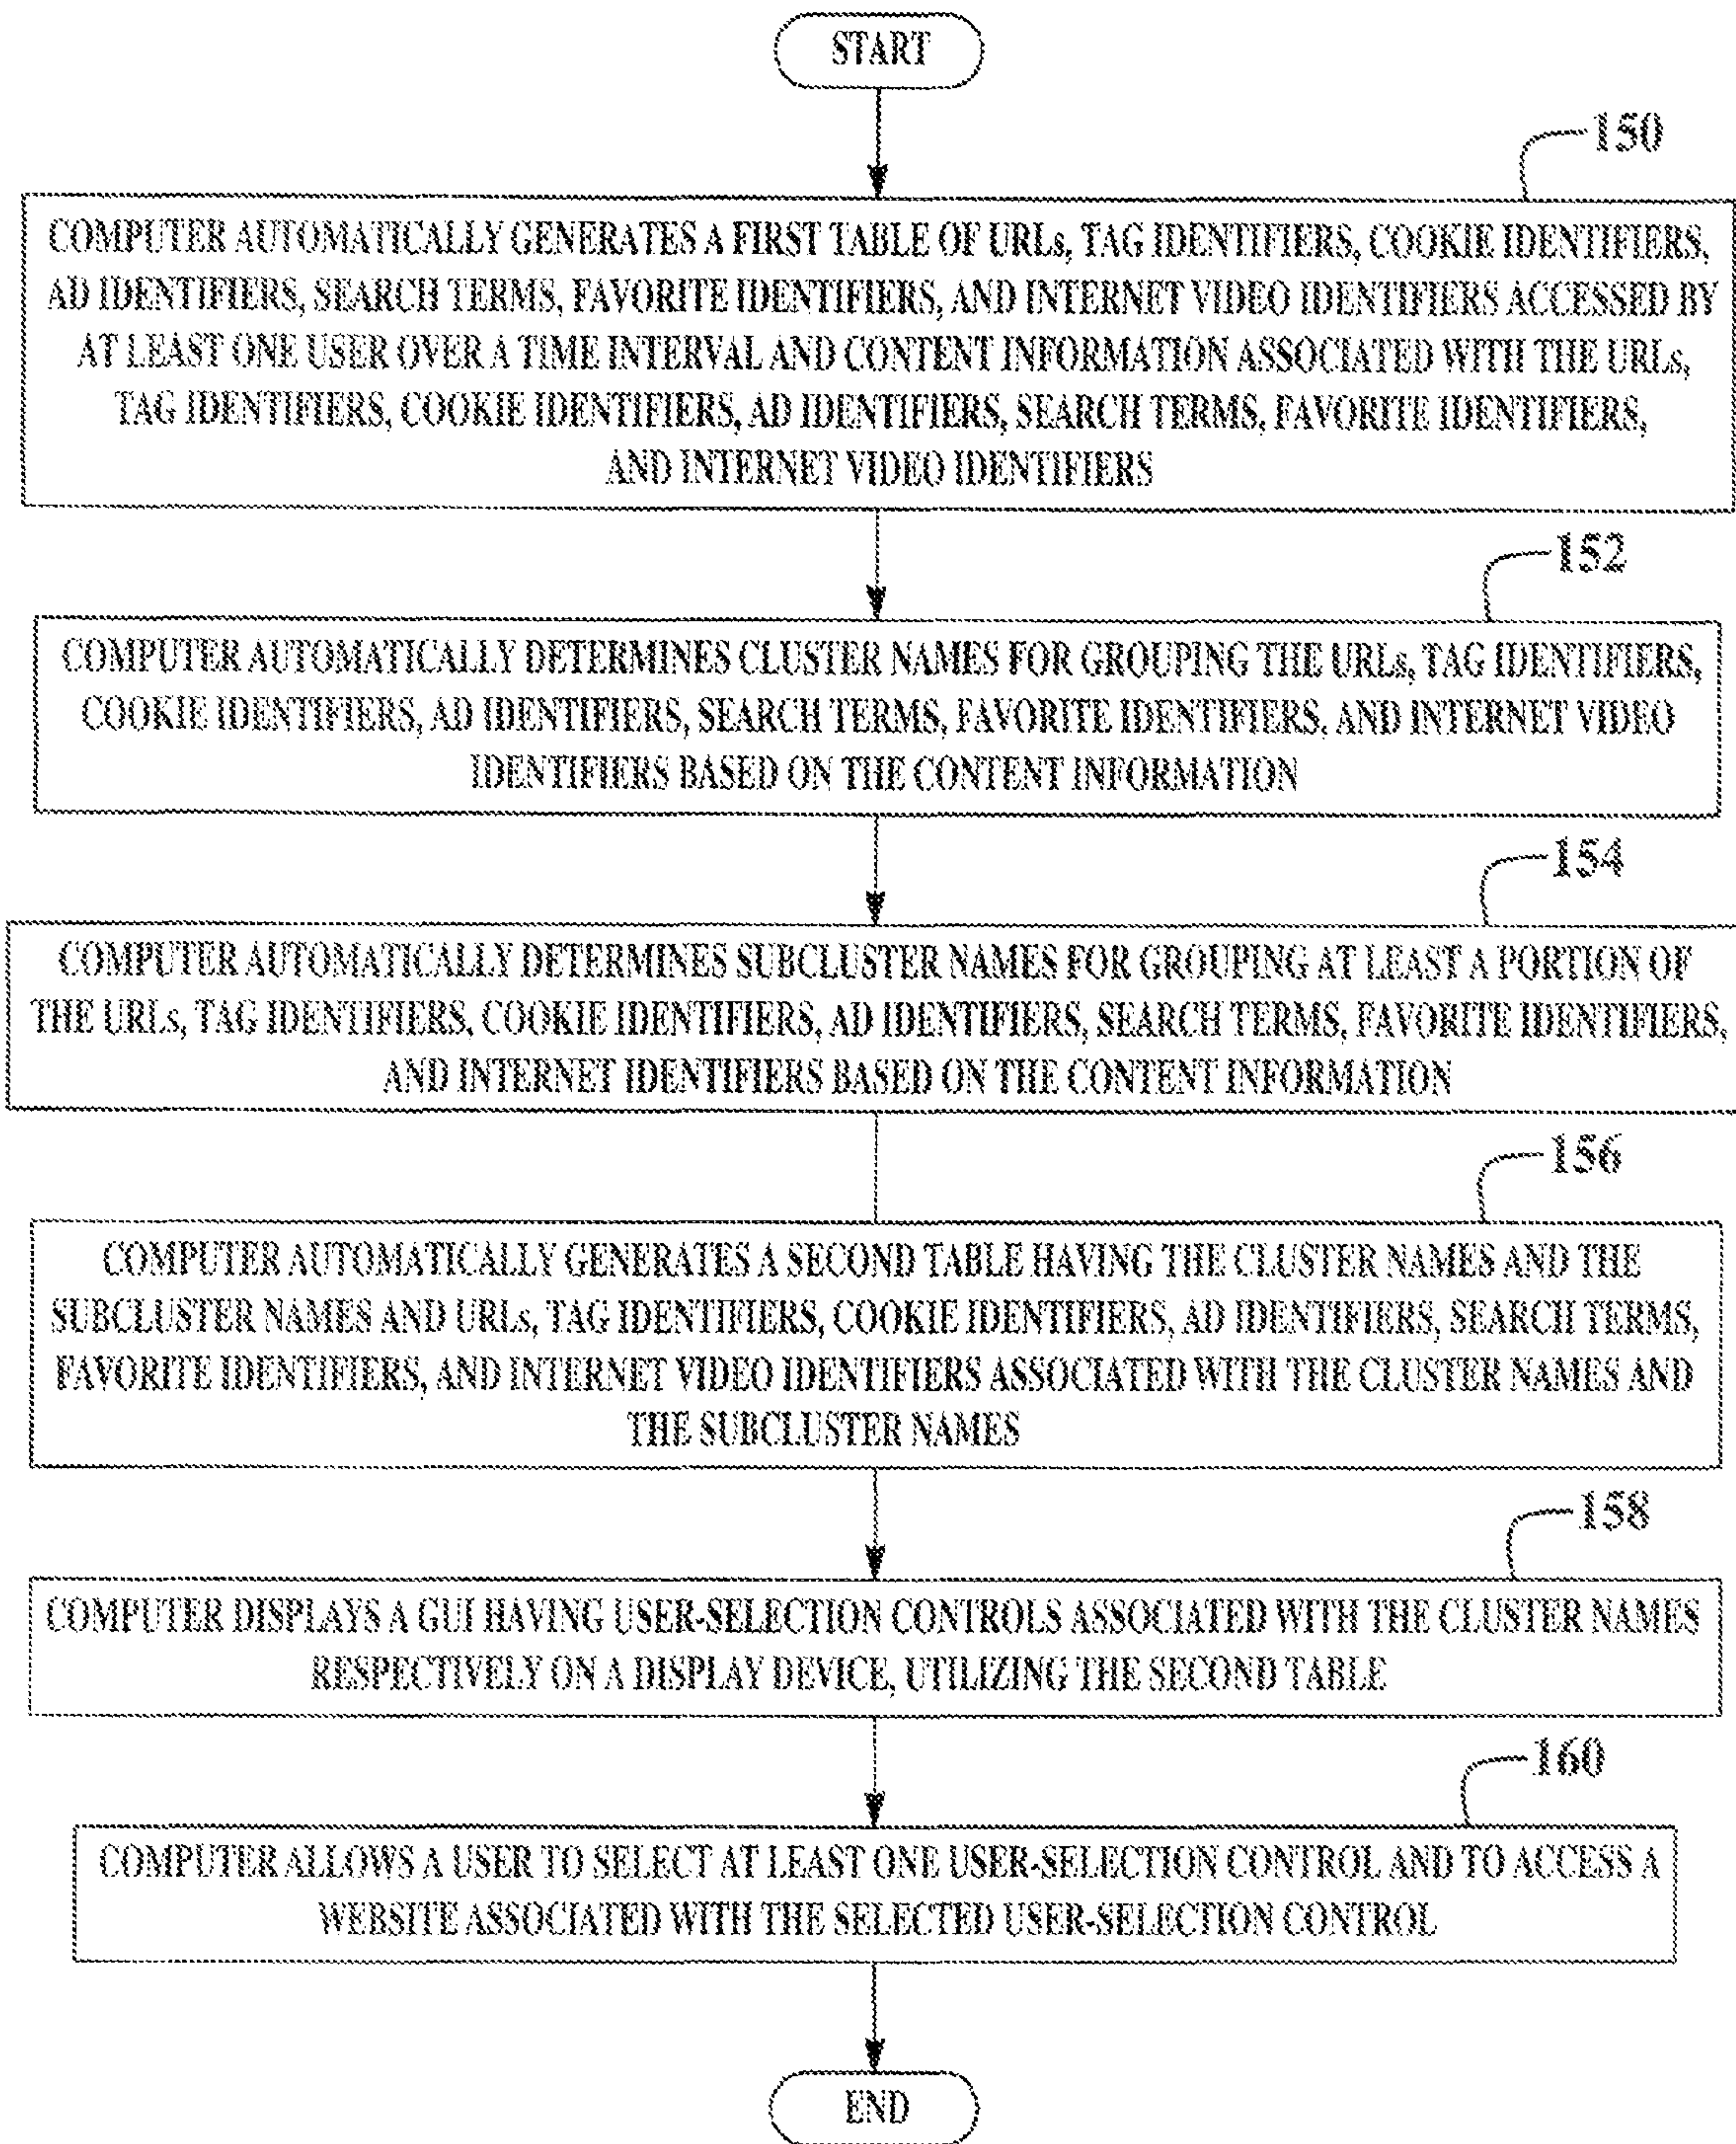 START
150
COMPUTER AUTOMATICALLY GENERATES A FIRST TABLE OF URLs, TAG IDENTIFIERS, COOKIE IDENTIFIERS,
AD IDENTIFIERS, SEARCH TERMS, FAVORITE IDENTIFIERS, AND INTERNET VIDEO IDENTIFIERS ACCESSED BY
AT LEAST ONE USER OVER A TIME INTERVAL AND CONTENT INFORMATION ASSOCIATED WITH THE URLs,
TAG IDENTIFIERS, COOKIE IDENTIFIERS, AD IDENTIFIERS, SEARCH TERMS, FAVORITE IDENTIFIERS,
AND INTERNET VIDEO IDENTIFIERS
152
COMPUTER AUTOMATICALLY DETERMINES CLUSTER NAMES FOR GROUPING THE URLs, TAG IDENTIFIERS,
COOKIE IDENTIFIERS, AD IDENTIFIERS, SEARCH TERMS, FAVORITE IDENTIFIERS, AND INTERNET VIDEO
IDENTIFIERS BASED ON THE CONTENT INFORMATION
154
COMPUTER AUTOMATICALLY DETERMINES SUBCLUSTER NAMES FOR GROUPING AT LEAST A PORTION OF
THE URLs, TAG IDENTIFIERS, COOKIE IDENTIFIERS, AD IDENTIFIERS, SEARCH TERMS, FAVORITE IDENTIFIERS,
AND INTERNET IDENTIFIERS BASED ON THE CONTENT INFORMATION
156
COMPUTER AUTOMATICALLY GENERATES A SECOND TABLE HAVING THE CLUSTER NAMES AND THE
SUBCLUSTER NAMES AND URLs, TAG IDENTIFIERS, COOKIE IDENTIFIERS, AD IDENTIFIERS, SEARCH TERMS,
FAVORITE IDENTIFIERS, AND INTERNET VIDEO IDENTIFIERS ASSOCIATED WITH THE CLUSTER NAMES AND
THE SUBCLUSTER NAMES
158
COMPUTER DISPLAYS A GUI HAVING USER-SELECTION CONTROLS ASSOCIATED WITH THE CLUSTER NAMES
RESPECTIVELY ON A DISPLAY DEVICE, UTILIZING THE SECOND TABLE
160
COMPUTER ALLOWS A USER TO SELECT AT LEAST ONE USER-SELECTION CONTROL AND TO ACCESS A
WEBSITE ASSOCIATED WITH THE SELECTED USER-SELECTION CONTROL
END